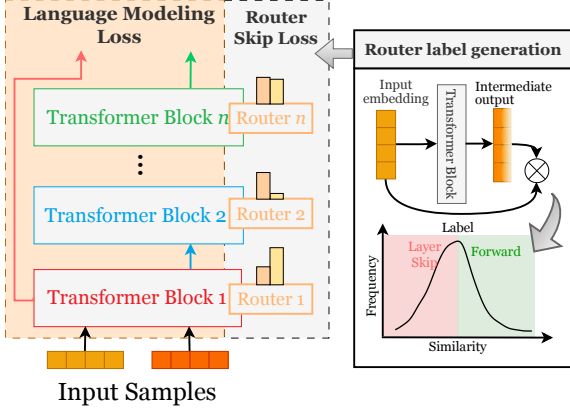 Language Modeling
Loss
Router
Skip Loss
Transformer Block n
Router n
Transformer Block 2
Router 2
Transformer Block 1
Router 1
Input Samples
Router label generation
Input
embedding
Transformer
Block
Intermediate
output
Label
Layer
Skip
Forward
Frequency
Similarity